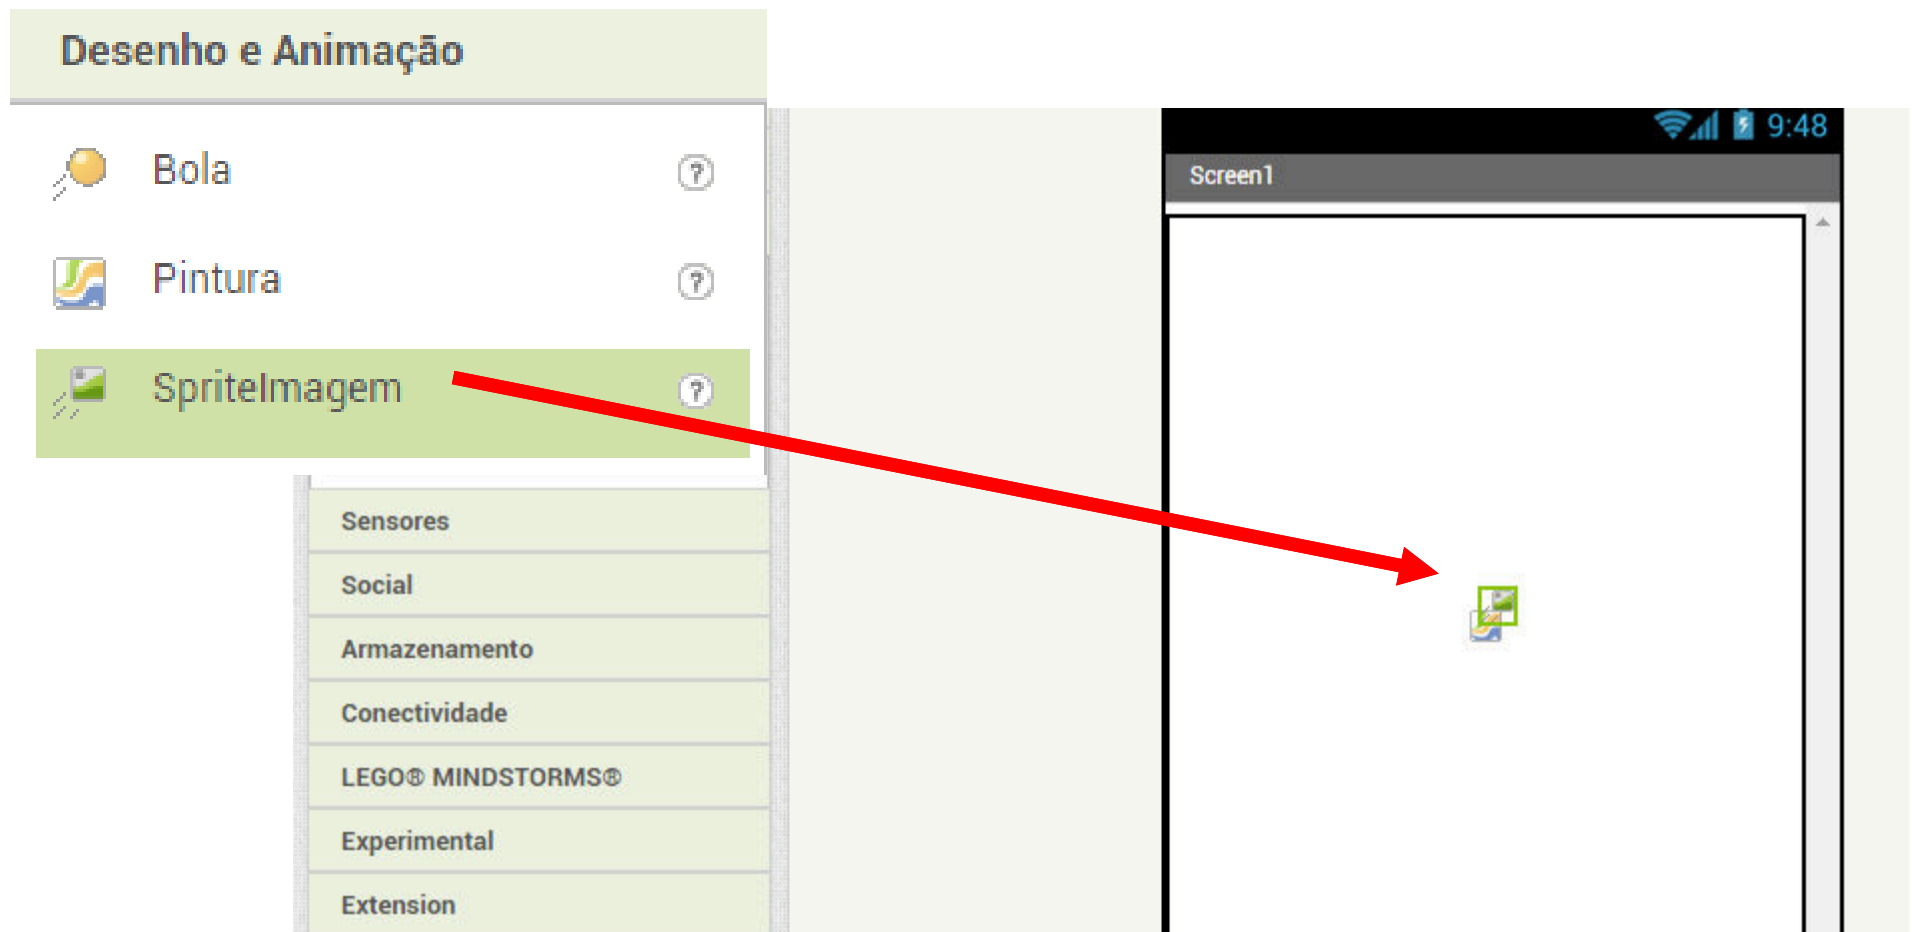 Desenho e Animação
Bola ?
Pintura ?
SpriteImagem ?
Sensores
Social
Armazenamento
Conectividade
LEGO® MINDSTORMS®
Experimental
Extension
9:48
Screen1